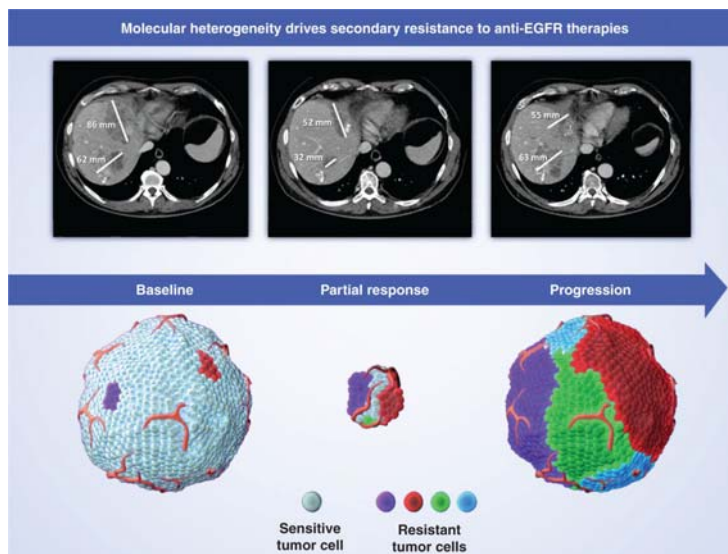 Molecular heterogeneity drives secondary resistance to anti-EGFR therapies
66 mm
62 mm
52 mm
32 mm
55 mm
63 mm
Baseline
Partial response
Progression
Sensitive
tumor cell
Resistant
tumor cells